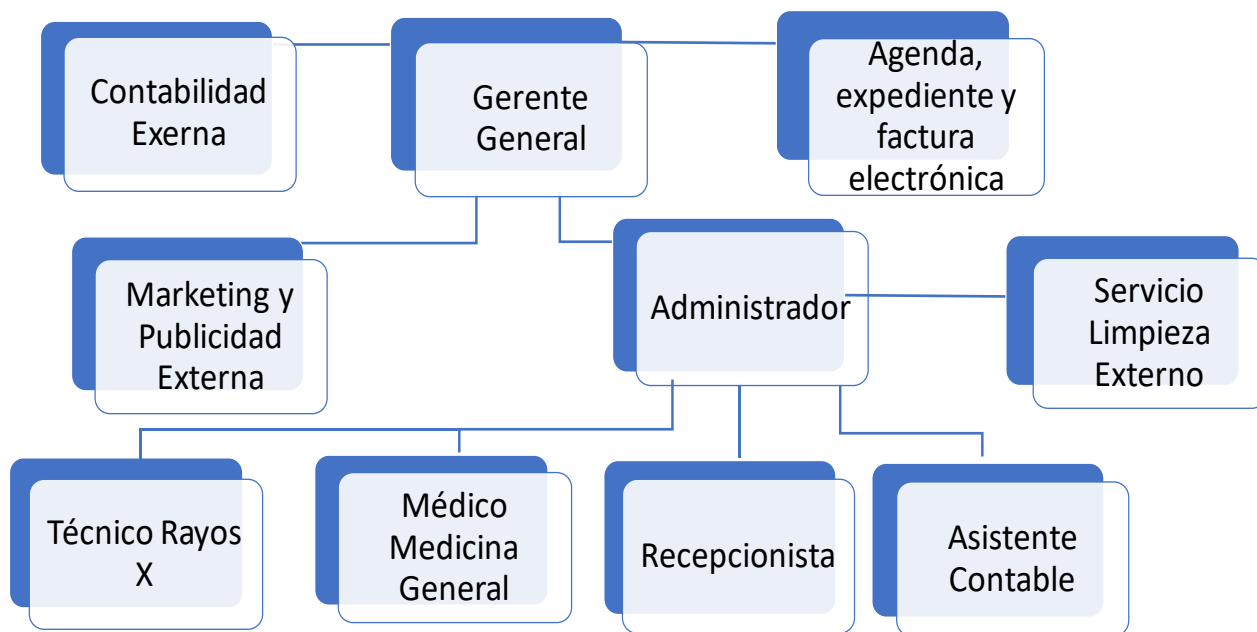 Contabilidad
Exerna
Gerente
General
Agenda,
expediente y
factura
electrónica
Marketing y
Publicidad
Externa
Administrador
Servicio
Limpieza
Externo
Técnico Rayos
X
Médico
Medicina
General
Recepcionista
Asistente
Contable